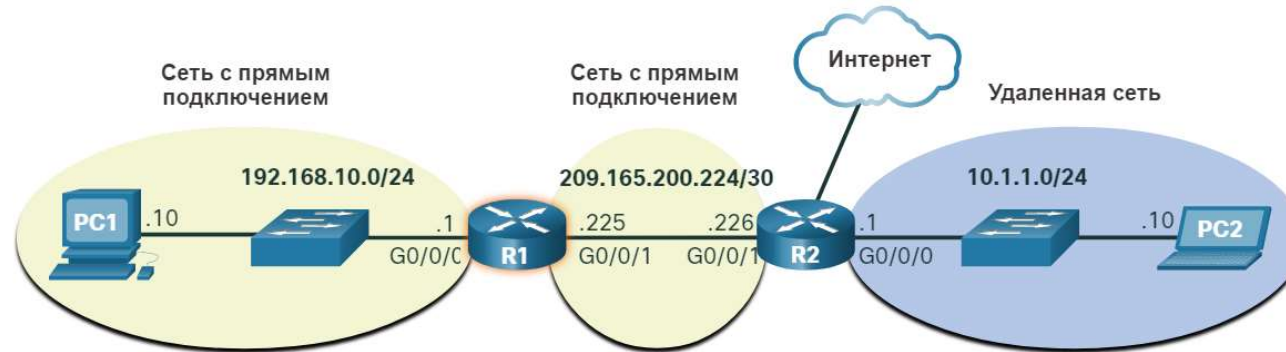 Интернет
Сеть с прямым
подключением
Сеть с прямым
подключением
Удаленная сеть
192.168.10.0/24
209.165.200.224/30
10.1.1.0/24
PC1
.10
.1
G0/0/0
R1
.225
G0/0/1
.226
G0/0/1
R2
.1
G0/0/0
.10
PC2